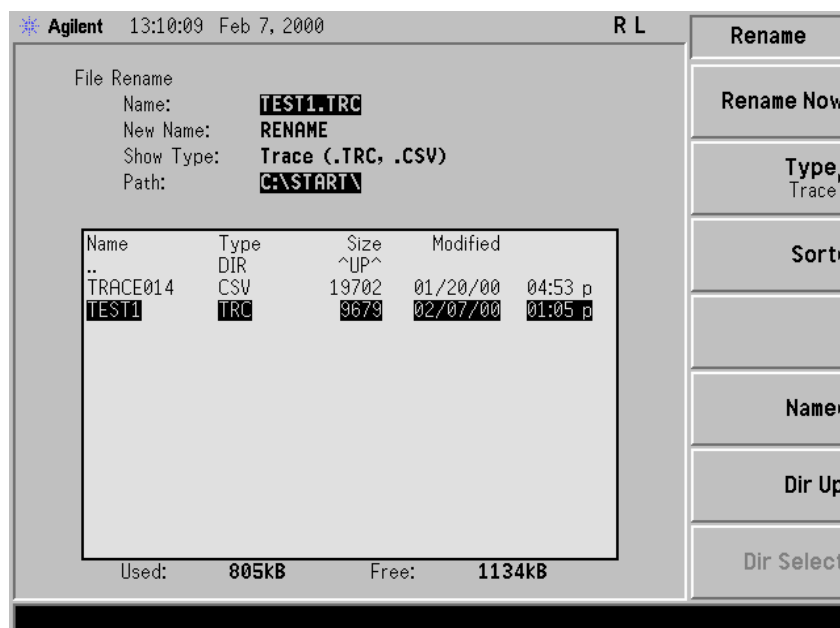 Agilent 13:10:09 Feb 7, 2000 R L
File Rename
Name: TEST1.TRC
New Name: RENAME
Show Type: Trace (.TRC, .CSV)
Path: C:\START\
Name Type Size Modified
.. DIR ^UP^
TRACE014 CSV 19702 01/20/00 04:53 p
TEST1 TRC 9679 02/07/00 01:05 p
Used: 805kB Free: 1134kB
Rename
Rename Now
Type,
Trace
Sort
Name
Dir Up
Dir Select